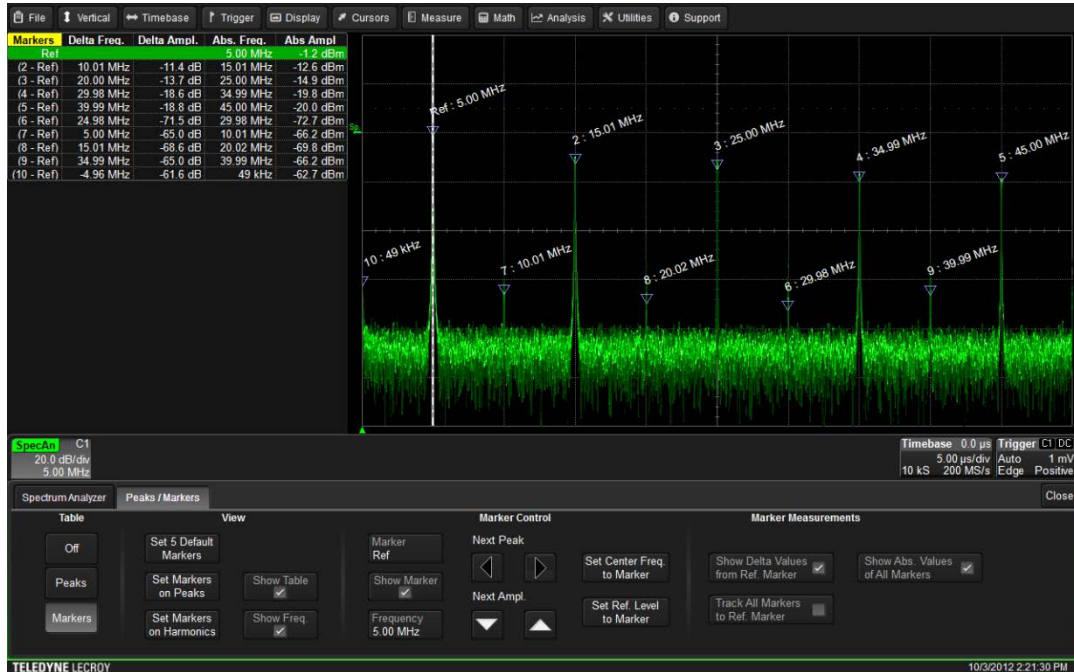 File Vertical Timebase Trigger Display Cursors Measure Math Analysis Utilities Support
Markers Delta Freq. Delta Ampl. Abs. Freq. Abs Ampl
Ref 5.00 MHz -1.2 dBm
(2 - Ref) 10.01 MHz -11.4 dB 15.01 MHz -12.6 dBm
(3 - Ref) 20.00 MHz -13.7 dB 25.00 MHz -14.9 dBm
(4 - Ref) 29.98 MHz -18.6 dB 34.99 MHz -19.8 dBm
(5 - Ref) 39.99 MHz -18.8 dB 45.00 MHz -20.0 dBm
(6 - Ref) 24.98 MHz -71.5 dB 29.98 MHz -72.7 dBm
(7 - Ref) 5.00 MHz -65.0 dB 10.01 MHz -66.2 dBm
(8 - Ref) 15.01 MHz -68.6 dB 20.02 MHz -69.8 dBm
(9 - Ref) 34.99 MHz -65.0 dB 39.99 MHz -66.2 dBm
(10 - Ref) -4.96 MHz -61.6 dB 49 kHz -62.7 dBm
Ref : 5.00 MHz
2 : 15.01 MHz
3 : 25.00 MHz
4 : 34.99 MHz
5 : 45.00 MHz
10 : 49 kHz
7 : 10.01 MHz
8 : 20.02 MHz
6 : 29.98 MHz
9 : 39.99 MHz
SpecAn C1
20.0 dB/div
5.00 MHz
Timebase 0.0 µs
5.00 µs/div
10 kS 200 MS/s
Trigger C1 DC
Auto 1 mV
Edge Positive
Spectrum Analyzer Peaks / Markers Close
Table View Marker Control Marker Measurements
Off
Peaks
Markers
Set 5 Default Markers
Set Markers on Peaks
Show Table
Set Markers on Harmonics
Show Freq.
Marker
Ref
Show Marker
Frequency
5.00 MHz
Next Peak
Next Ampl.
Set Center Freq. to Marker
Set Ref. Level to Marker
Show Delta Values from Ref. Marker
Show Abs. Values of All Markers
Track All Markers to Ref. Marker
TELEDYNE LECROY 10/3/2012 2:21:30 PM